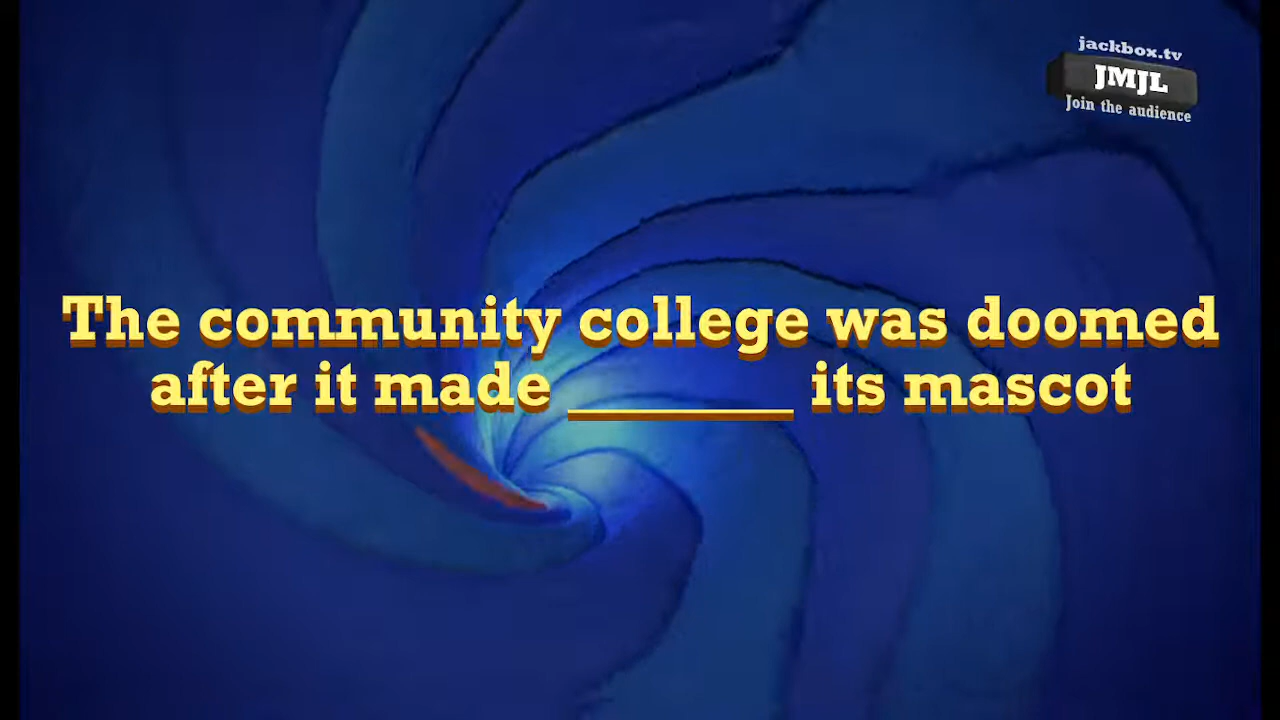 jackbox.tv
JMJL
Join the audience
The community college was doomed
after it made ________ its mascot